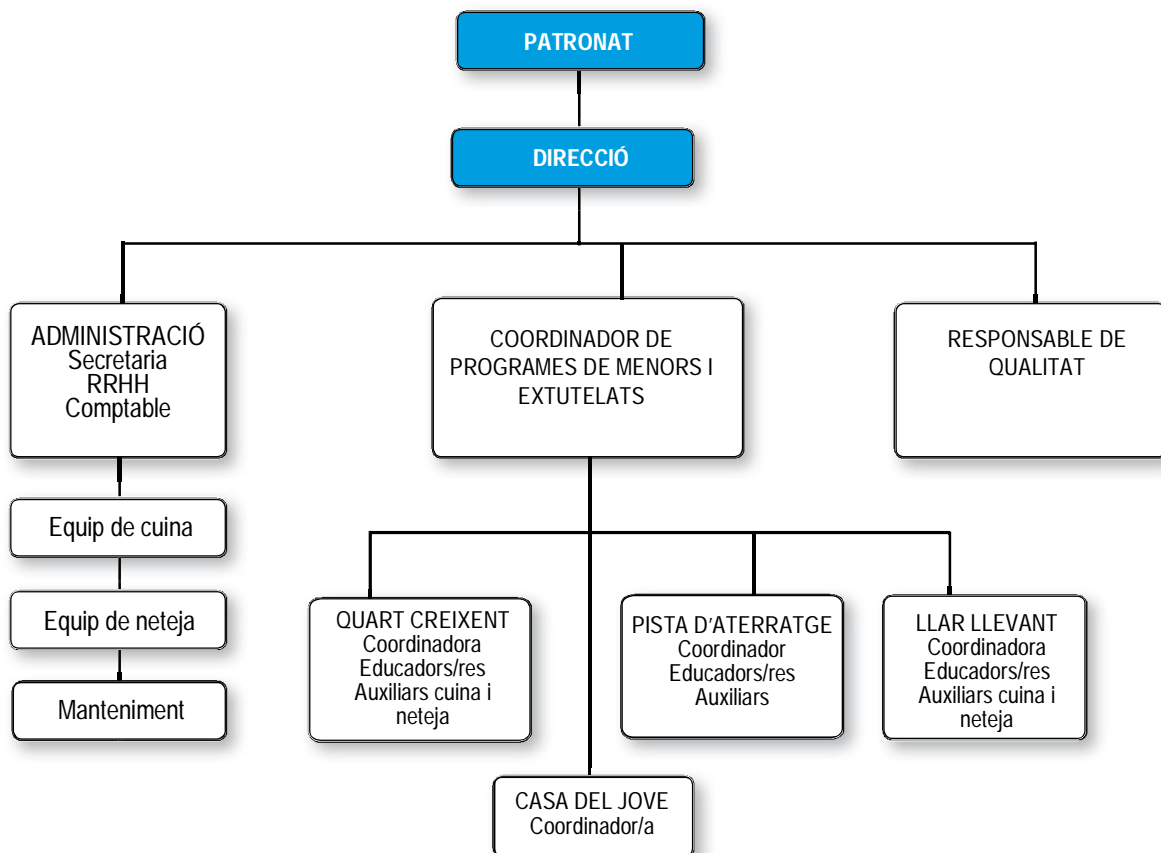 PATRONAT
DIRECCIÓ
ADMINISTRACIÓ
Secretaria
RRHH
Comptable
COORDINADOR DE
PROGRAMES DE MENORS I
EXTUTELATS
RESPONSABLE DE
QUALITAT
Equip de cuina
Equip de neteja
Manteniment
QUART CREIXENT
Coordinadora
Educadors/res
Auxiliars cuina i
neteja
PISTA D'ATERRATGE
Coordinador
Educadors/res
Auxiliars
LLAR LLEVANT
Coordinadora
Educadors/res
Auxiliars cuina i
neteja
CASA DEL JOVE
Coordinador/a